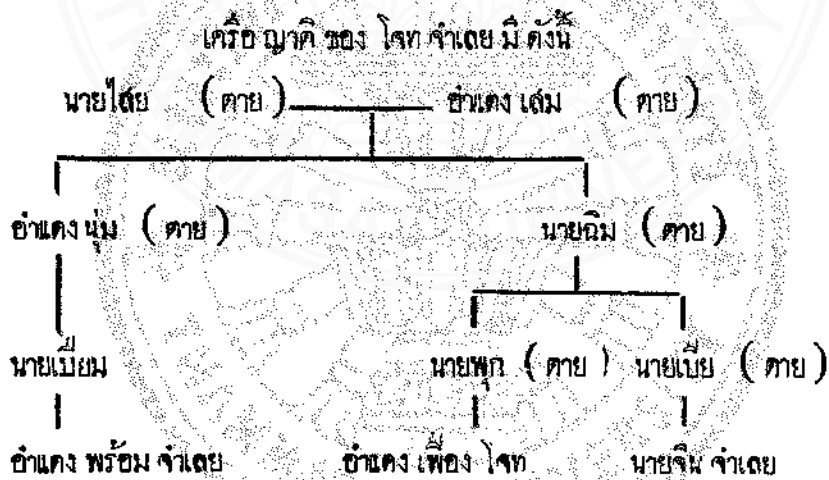 เครือ ญาติ ของ โจท จำเลย มี ดังนี้
นายไสย (ตาย) อำแดง เล่ม (ตาย)
อำแดง นุ่ม (ตาย) นายฉิม (ตาย)
นายเปี่ยม นายพุก (ตาย) นายเบี้ย (ตาย)
อำแดง พร้อม จำเลย อำแดง เฟื่อง โจท นายจีน จำเลย